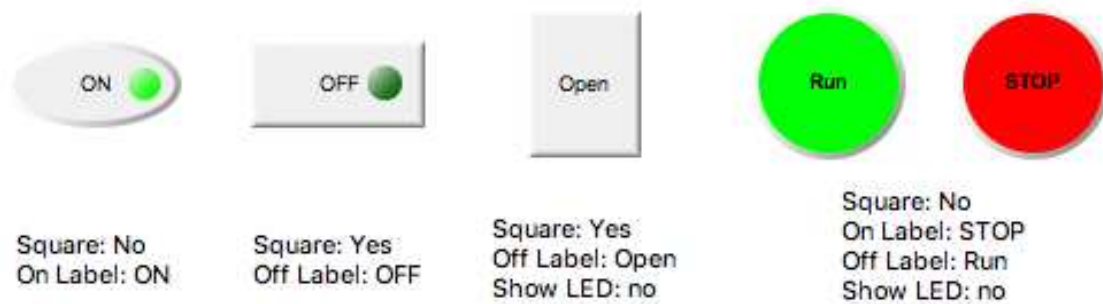 ON
OFF
Open
Run
STOP
Square: No
On Label: ON
Square: Yes
Off Label: OFF
Square: Yes
Off Label: Open
Show LED: no
Square: No
On Label: STOP
Off Label: Run
Show LED: no